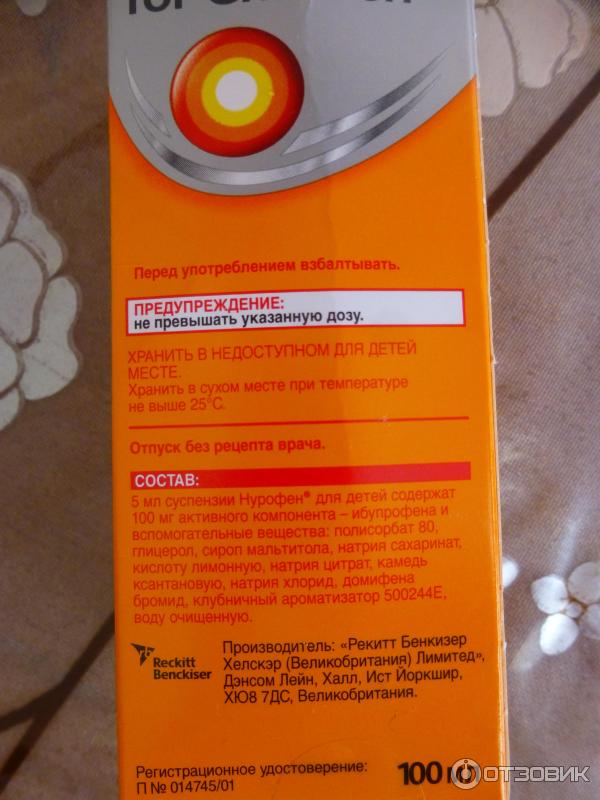 Перед употреблением взбалтывать.
ПРЕДУПРЕЖДЕНИЕ:
не превышать указанную дозу.
ХРАНИТЬ В НЕДОСТУПНОМ ДЛЯ ДЕТЕЙ
МЕСТЕ.
Хранить в сухом месте при температуре
не выше 25°С.
Отпуск без рецепта врача.
СОСТАВ:
5 мл суспензии Нурофен® для детей содержат
100 мг активного компонента – ибупрофена и
вспомогательные вещества: полисорбат 80,
глицерол, сироп мальтитола, натрия сахаринат,
кислоту лимонную, натрия цитрат, камедь
ксантановую, натрия хлорид, домифена
бромид, клубничный ароматизатор 500244Е,
воду очищенную.
Reckitt
Benckiser
Производитель: «Рекитт Бенкизер
Хелскэр (Великобритания) Лимитед»,
Дэнсом Лейн, Халл, Ист Йоркшир,
ХЮ8 7ДС, Великобритания.
Регистрационное удостоверение:
П № 014745/01
100 мл
ОТЗОВИК